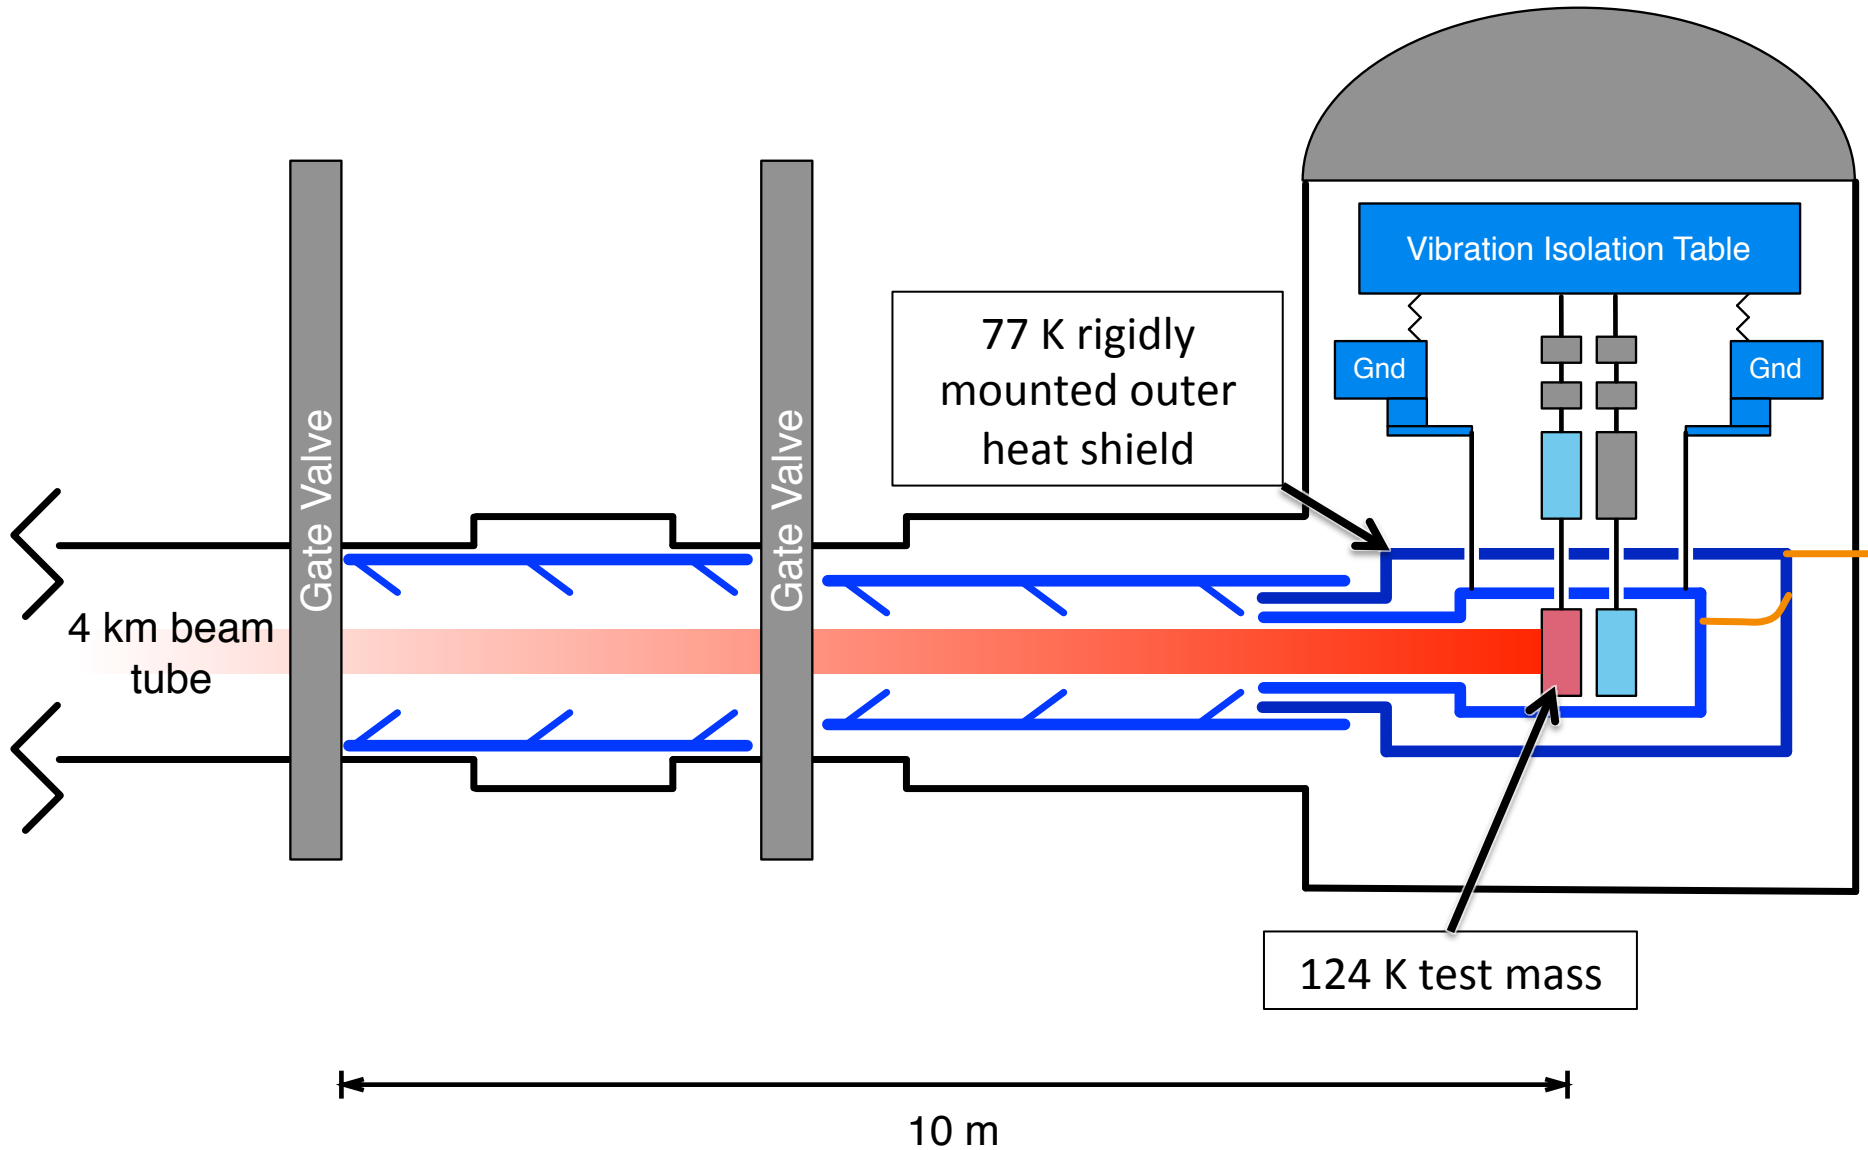 Vibration Isolation Table
77 K rigidly
mounted outer
heat shield
Gnd
Gnd
Gate Valve
Gate Valve
4 km beam
tube
124 K test mass
10 m